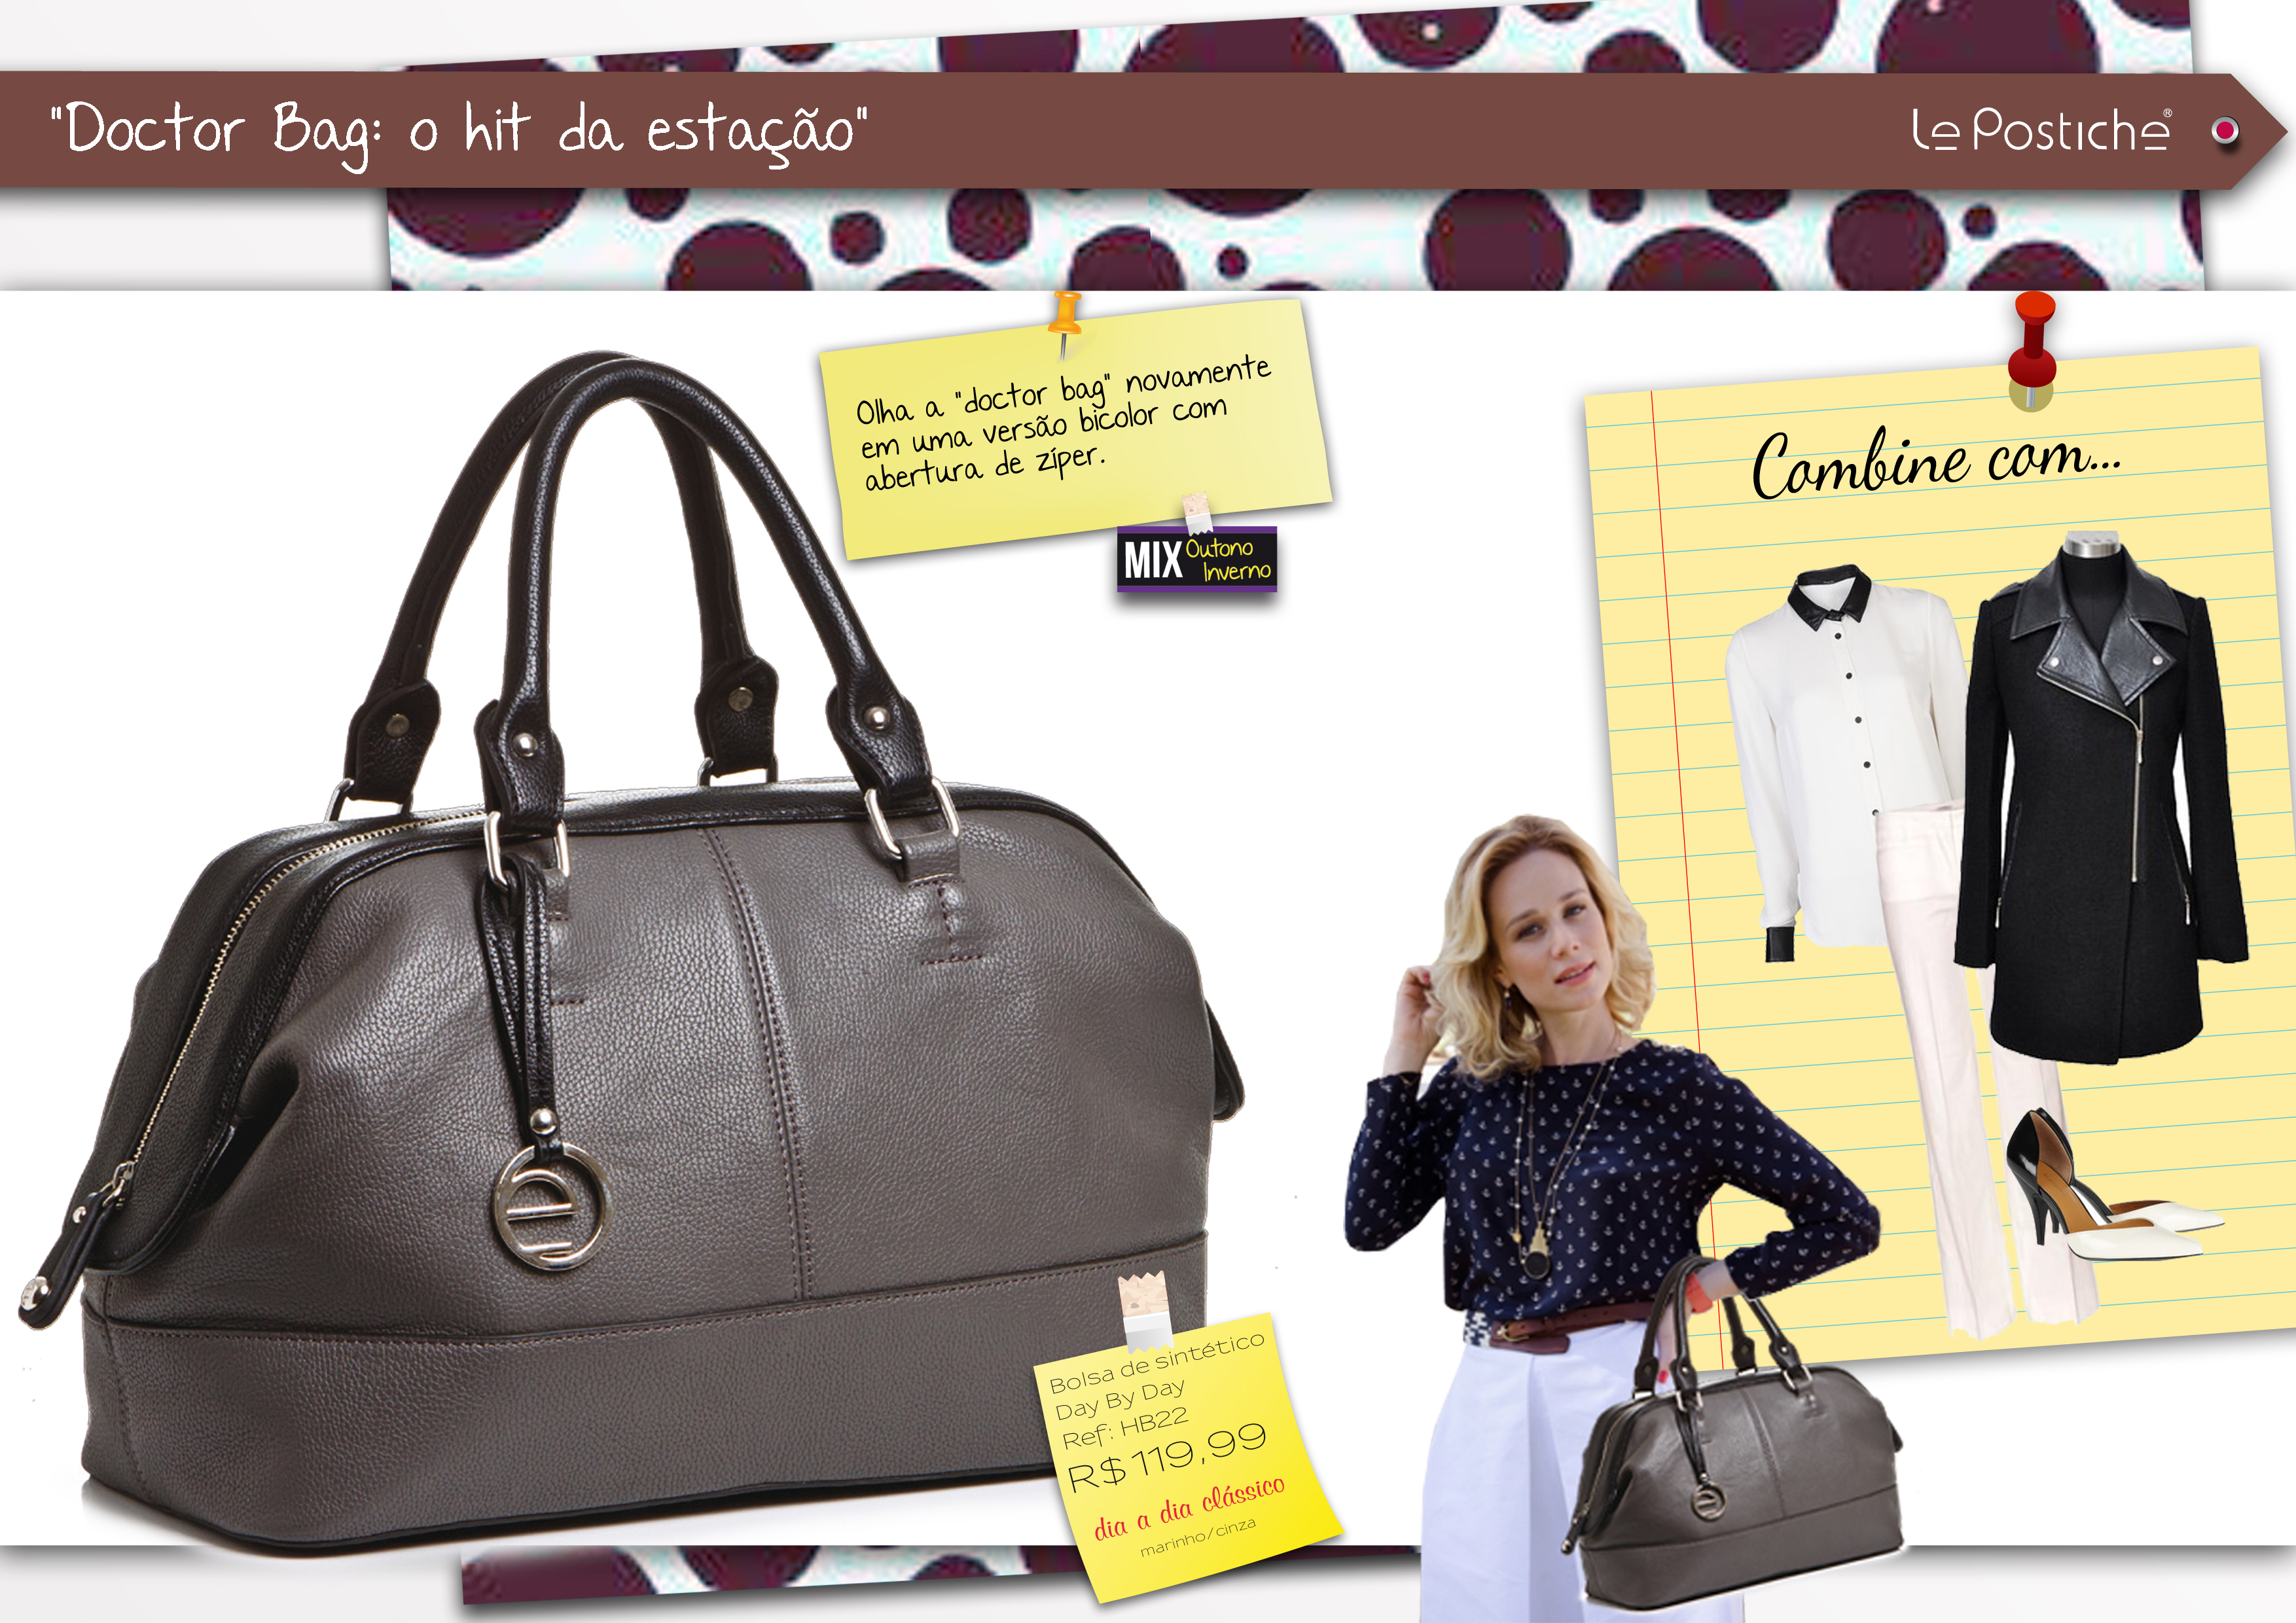 "Doctor Bag: o hit da estação"
Le Postiche®
Olha a "doctor bag" novamente
em uma versão bicolor com
abertura de zíper.
MIX Outono
Inverno
Combine com...
Bolsa de sintético
Day By Day
Ref: HB22
R$ 119,99
dia a dia clássico
marinho/cinza